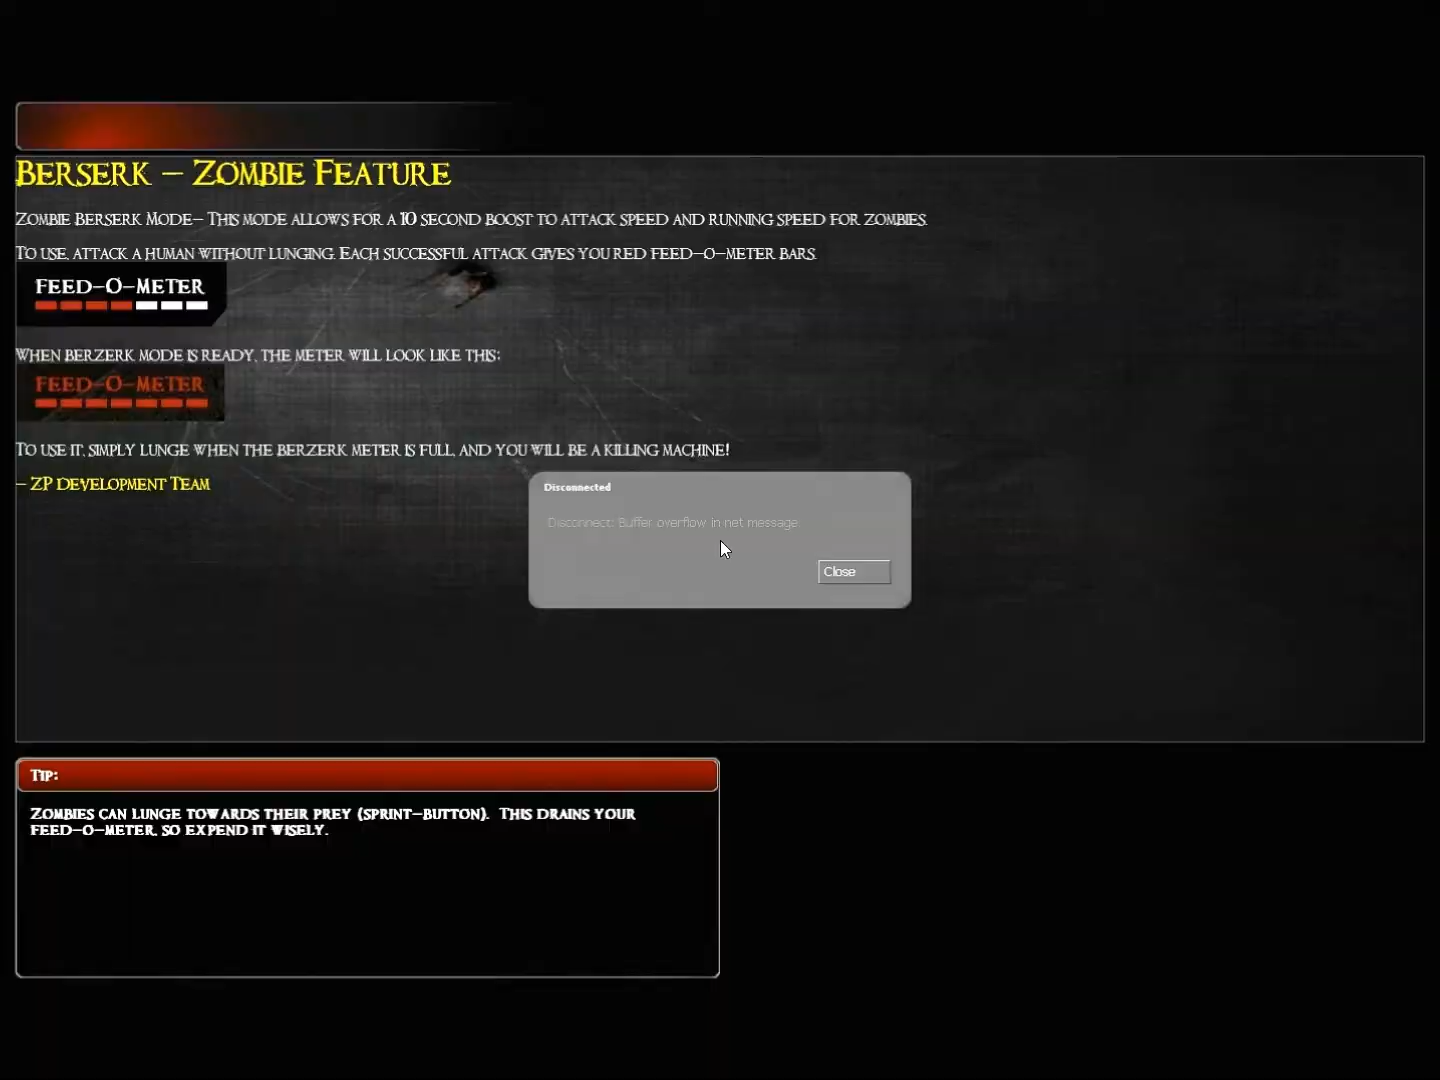 Berserk – Zombie Feature
Zombie Berserk Mode– This mode allows for a 10 second boost to attack speed and running speed for zombies.
To use, attack a human without lunging. Each successful attack gives you red feed-o-meter bars.
FEED-O-METER
When berzerk mode is ready, the meter will look like this:
FEED-O-METER
To use it, simply lunge when the berzerk meter is full, and you will be a killing machine!
– ZP Development Team
Disconnected
Disconnect: Buffer overflow in net message
Close
Tip:
Zombies can lunge towards their prey (sprint-button). This drains your
feed-o-meter, so expend it wisely.